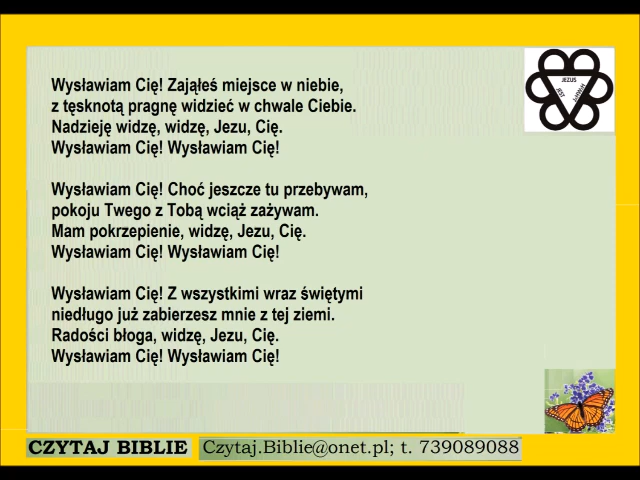 Wysławiam Cię! Zająłeś miejsce w niebie,
z tęsknotą pragnę widzieć w chwale Ciebie.
Nadzieję widzę, widzę, Jezu, Cię.
Wysławiam Cię! Wysławiam Cię!
Wysławiam Cię! Choć jeszcze tu przebywam,
pokoju Twego z Tobą wciąż zażywam.
Mam pokrzepienie, widzę, Jezu, Cię.
Wysławiam Cię! Wysławiam Cię!
Wysławiam Cię! Z wszystkimi wraz świętymi
niedługo już zabierzesz mnie z tej ziemi.
Radości błoga, widzę, Jezu, Cię.
Wysławiam Cię! Wysławiam Cię!
JEZUS
JEST
CZYTAJ BIBLIE Czytaj.Biblie@onet.pl; t. 739089088